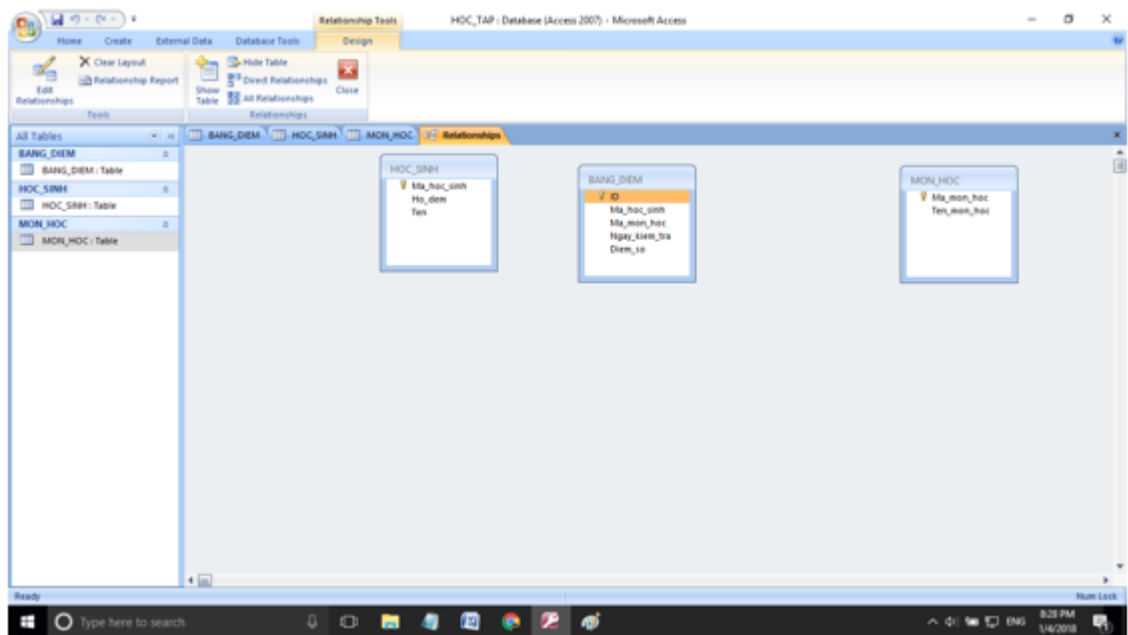 Relationship Tools
HOC_TAP : Database (Access 2007) - Microsoft Access
Home Create External Data Database Tools Design
Edit Relationships
Clear Layout
Relationship Report
Tools
Show Table
Hide Table
Direct Relationships
All Relationships
Close
Relationships
All Tables
BANG_DIEM
BANG_DIEM : Table
HOC_SINH
HOC_SINH : Table
MON_HOC
MON_HOC : Table
BANG_DIEM HOC_SINH MON_HOC Relationships
HOC_SINH
Ma_hoc_sinh
Ho_dem
Ten
BANG_DIEM
ID
Ma_hoc_sinh
Ma_mon_hoc
Ngay_kiem_tra
Diem_so
MON_HOC
Ma_mon_hoc
Ten_mon_hoc
Ready
Num Lock
Type here to search
ENG
8:28 PM
1/4/2018